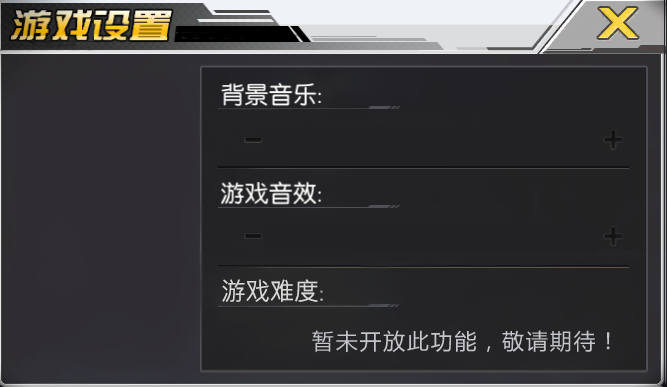 游戏设置
X
背景音乐:
- +
游戏音效:
- +
游戏难度:
暂未开放此功能，敬请期待！